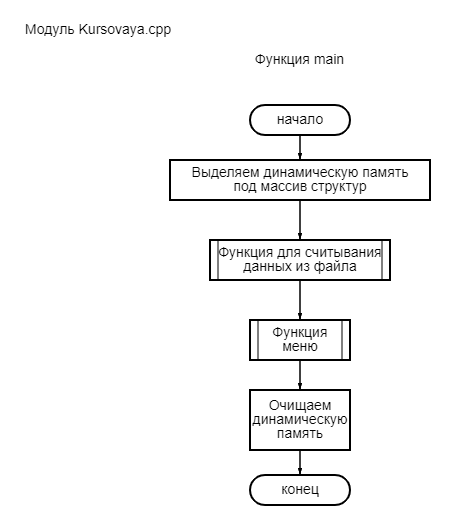 Модуль Kursovaya.cpp
Функция main
начало
Выделяем динамическую память
под массив структур
Функция для считывания
данных из файла
Функция
меню
Очищаем
динамическую
память
конец